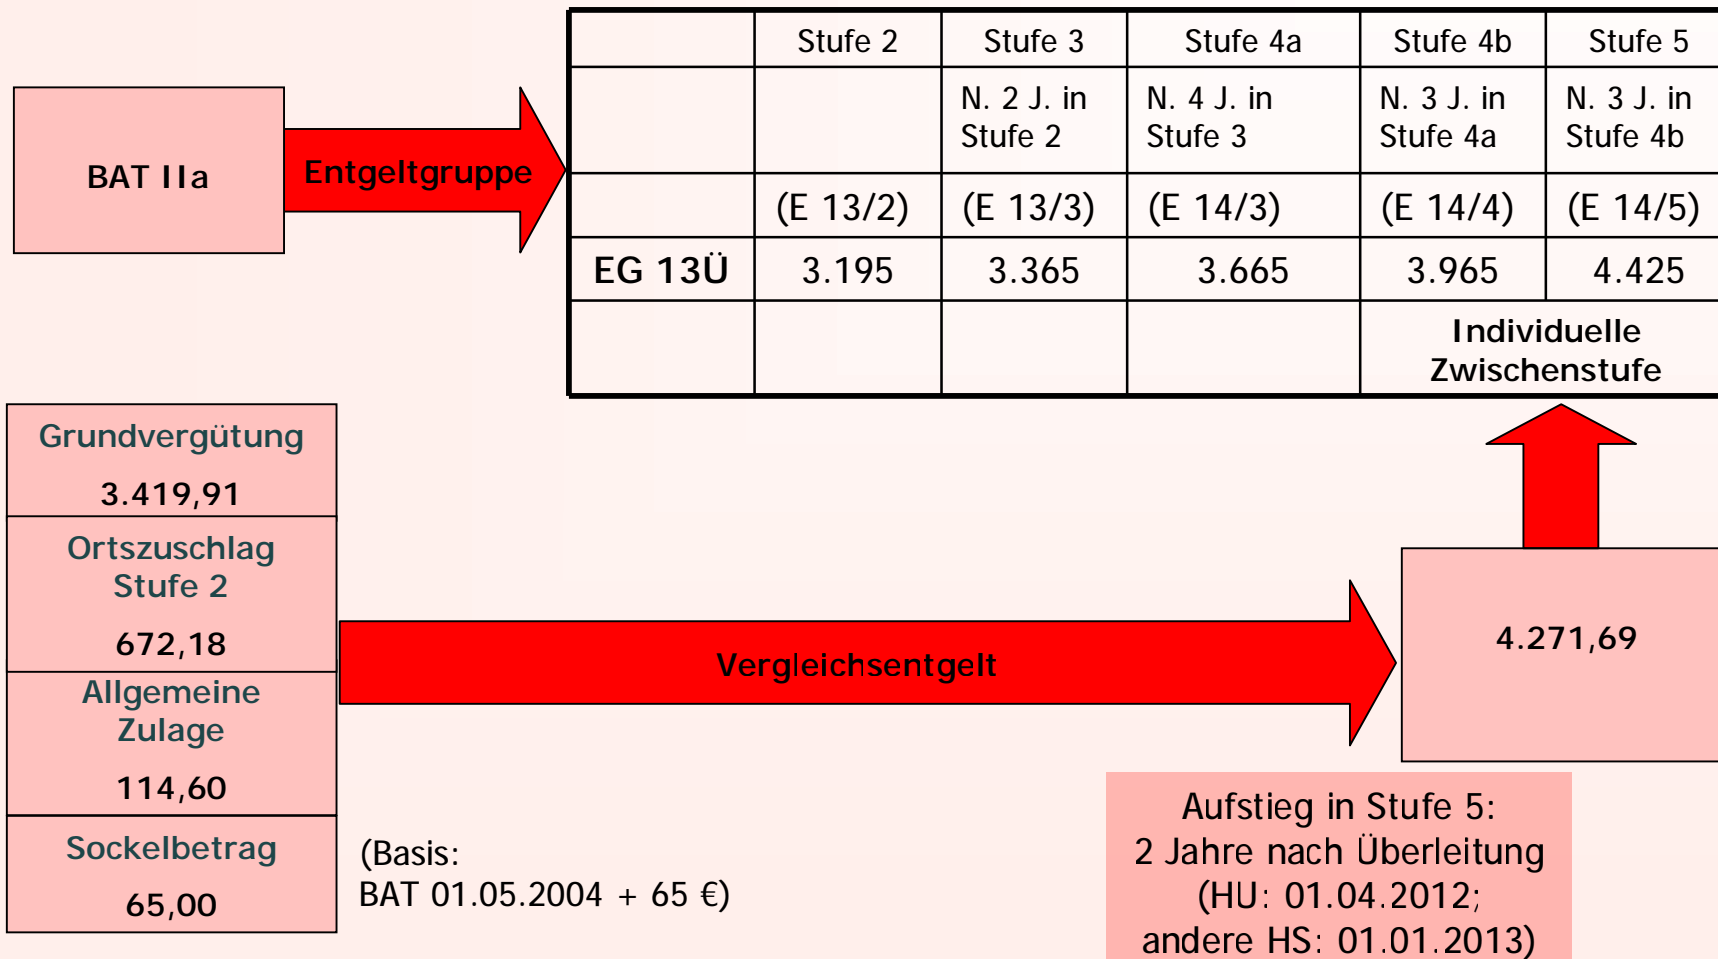 Stufe 2 Stufe 3 Stufe 4a Stufe 4b Stufe 5
N. 2 J. in N. 4 J. in N. 3 J. in N. 3 J. in
Stufe 2 Stufe 3 Stufe 4a Stufe 4b
(E 13/2) (E 13/3) (E 14/3) (E 14/4) (E 14/5)
EG 13Ü 3.195 3.365 3.665 3.965 4.425
Individuelle
Zwischenstufe
BAT IIa
Entgeltgruppe
Grundvergütung
3.419,91
Ortszuschlag
Stufe 2
672,18
Allgemeine
Zulage
114,60
Sockelbetrag
65,00
(Basis:
BAT 01.05.2004 + 65 €)
Vergleichsentgelt
4.271,69
Aufstieg in Stufe 5:
2 Jahre nach Überleitung
(HU: 01.04.2012;
andere HS: 01.01.2013)